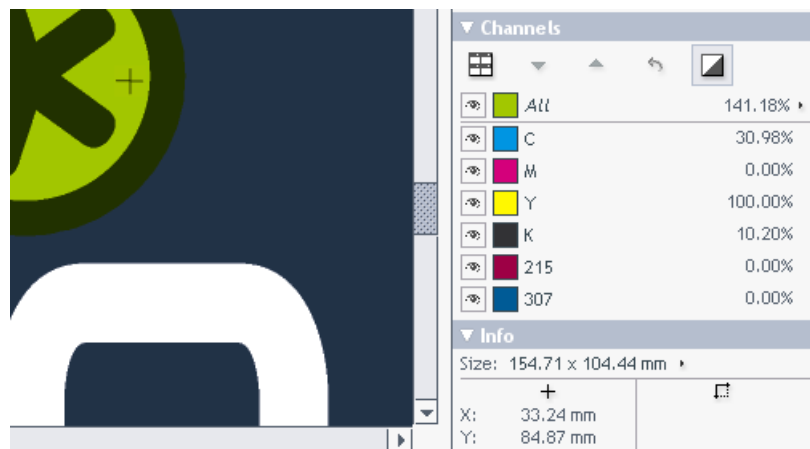 Channels
All 141.18%
C 30.98%
M 0.00%
Y 100.00%
K 10.20%
215 0.00%
307 0.00%
Info
Size: 154.71 x 104.44 mm
X: 33.24 mm
Y: 84.87 mm